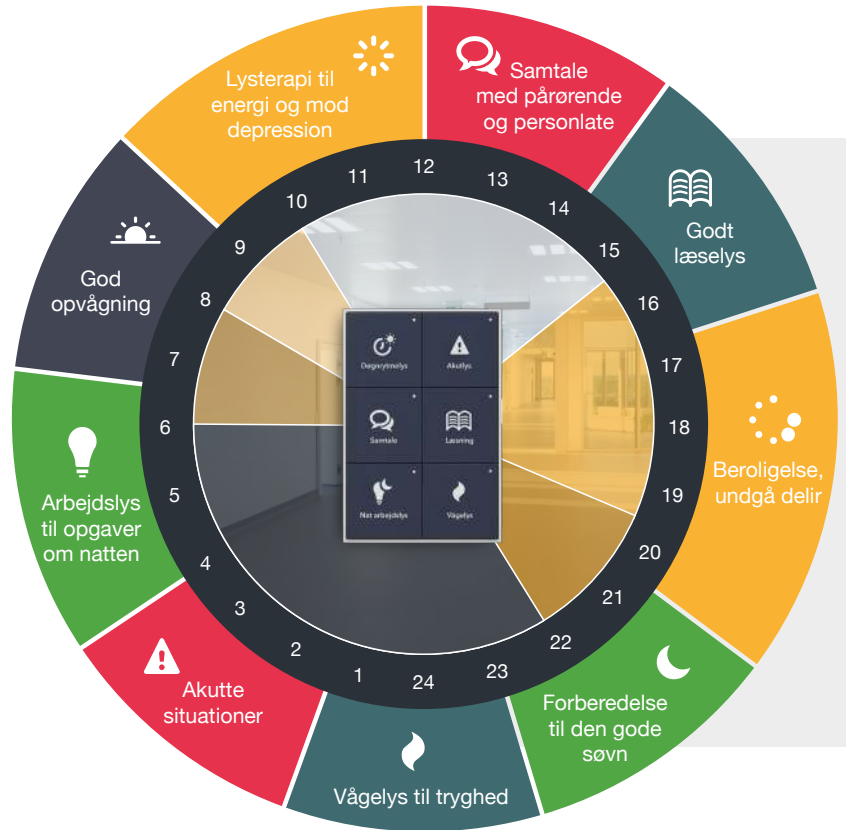 Lysterapi til
energi og mod
depression
Samtale
med pårørende
og personlate
Godt
læselys
Beroligelse,
undgå delir
Forberedelse
til den gode
søvn
Vågelys til tryghed
Akutte
situationer
Arbejdslys
til opgaver
om natten
God
opvågning
12
13
14
15
16
17
18
19
20
21
22
23
24
1
2
3
4
5
6
7
8
9
10
11
Døgnrytmelys
Akutlys
Samtale
Læsning
Nat arbejdslys
Vågelys